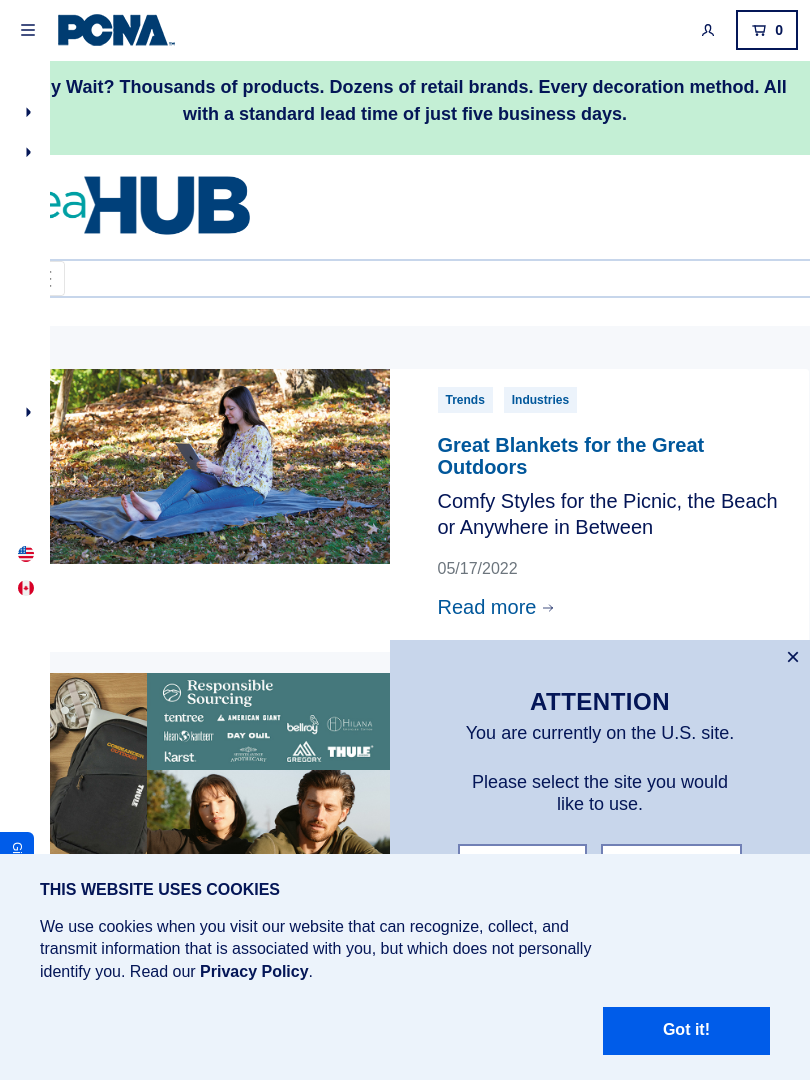 PCNA
0
y Wait? Thousands of products. Dozens of retail brands. Every decoration method. All
with a standard lead time of just five business days.
eaHUB
Trends
Industries
Great Blankets for the Great
Outdoors
Comfy Styles for the Picnic, the Beach
or Anywhere in Between
05/17/2022
Read more
Responsible
Sourcing
tentree
AMERICAN GIANT
bellroy
HILANA
klean kanteen
DAY OWL
karst
APOTHECARY
GREGORY
THULE
THULE
ATTENTION
You are currently on the U.S. site.
Please select the site you would
like to use.
Gi
THIS WEBSITE USES COOKIES
We use cookies when you visit our website that can recognize, collect, and
transmit information that is associated with you, but which does not personally
identify you. Read our Privacy Policy.
Got it!